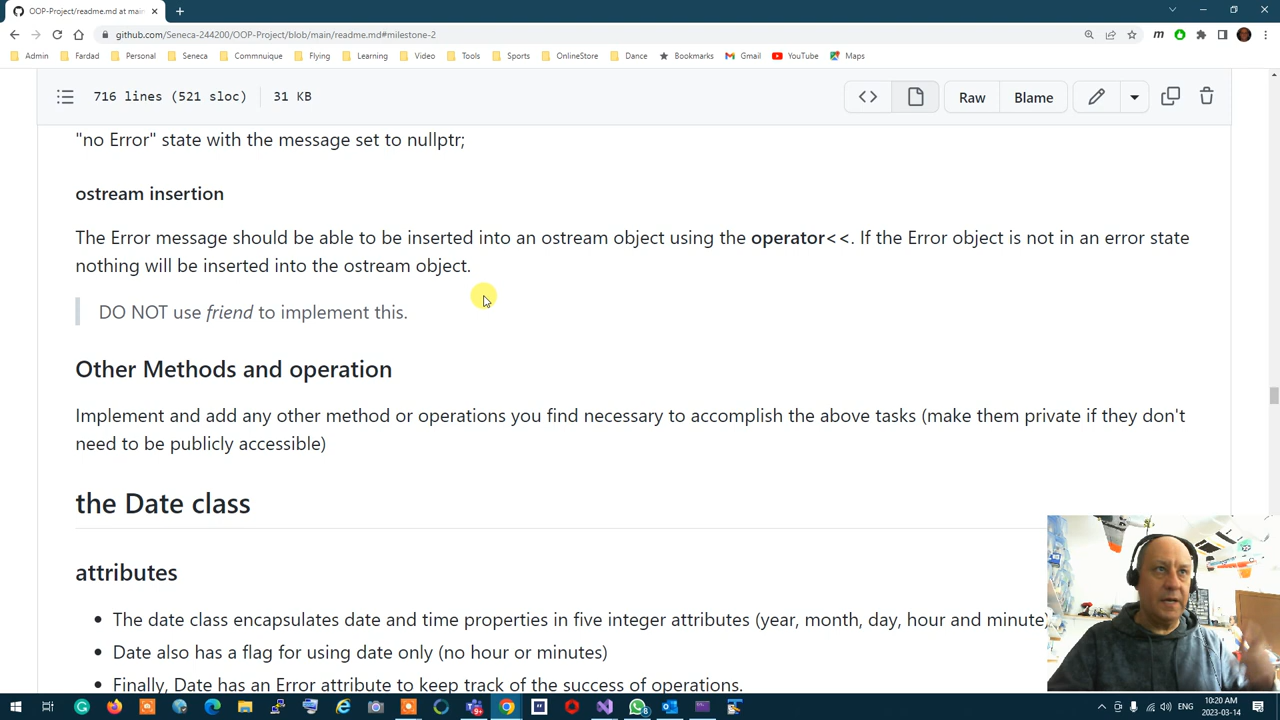 OOP-Project/readme.md at main
github.com/Seneca-244200/OOP-Project/blob/main/readme.md#milestone-2
Admin Fardad Personal Seneca Commnuique Flying Learning Video Tools Sports OnlineStore Dance Bookmarks Gmail YouTube Maps
716 lines (521 sloc) 31 KB
Raw Blame
"no Error" state with the message set to nullptr;
ostream insertion
The Error message should be able to be inserted into an ostream object using the operator<<. If the Error object is not in an error state
nothing will be inserted into the ostream object.
DO NOT use friend to implement this.
Other Methods and operation
Implement and add any other method or operations you find necessary to accomplish the above tasks (make them private if they don't
need to be publicly accessible)
the Date class
attributes
The date class encapsulates date and time properties in five integer attributes (year, month, day, hour and minute
Date also has a flag for using date only (no hour or minutes)
Finally, Date has an Error attribute to keep track of the success of operations.
ENG
10:20 AM
2023-03-14